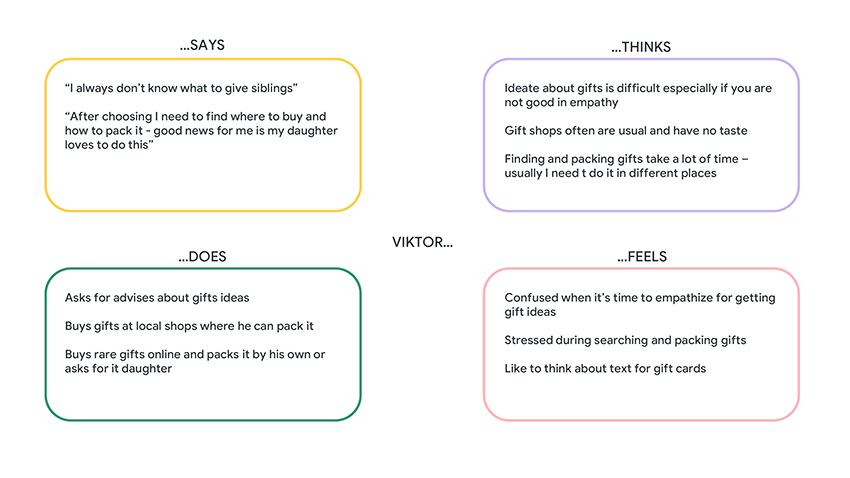 ...SAYS
“I always don’t know what to give siblings”
“After choosing I need to find where to buy and
how to pack it - good news for me is my daughter
loves to do this”
...THINKS
Ideate about gifts is difficult especially if you are
not good in empathy
Gift shops often are usual and have no taste
Finding and packing gifts take a lot of time –
usually I need t do it in different places
VIKTOR...
...DOES
Asks for advises about gifts ideas
Buys gifts at local shops where he can pack it
Buys rare gifts online and packs it by his own or
asks for it daughter
...FEELS
Confused when it’s time to empathize for getting
gift ideas
Stressed during searching and packing gifts
Like to think about text for gift cards